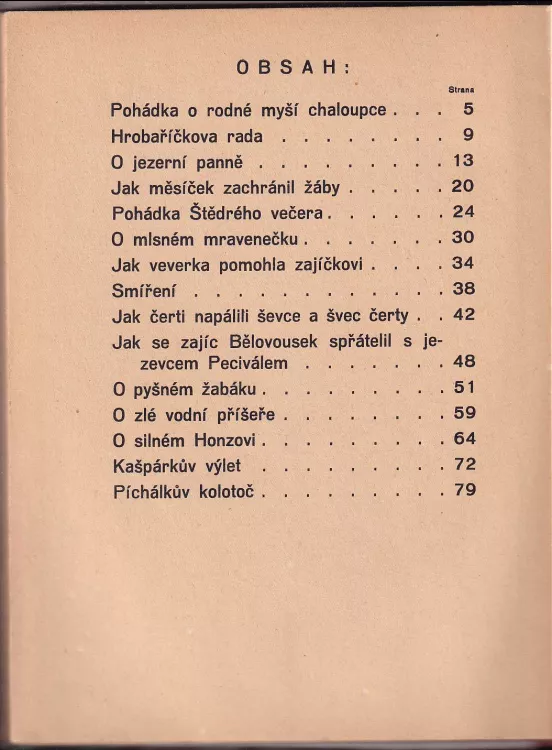 OBSAH:
Strana
Pohádka o rodné myší chaloupce . . . 5
Hrobaříčkova rada . . . . . . . 9
O jezerní panně . . . . . . . . 13
Jak měsíček zachránil žáby . . . . . 20
Pohádka Štědrého večera . . . . . . 24
O mlsném mravenečku . . . . . . . 30
Jak veverka pomohla zajíčkovi . . . . 34
Smíření . . . . . . . . . . . 38
Jak čerti napálili ševce a švec čerty . . 42
Jak se zajíc Bělovousek spřátelil s je-
zevcem Peciválem . . . . . . . 48
O pyšném žabáku . . . . . . . . 51
O zlé vodní příšeře . . . . . . . 59
O silném Honzovi . . . . . . . . 64
Kašpárkův výlet . . . . . . . . 72
Píchálkův kolotoč . . . . . . . . 79